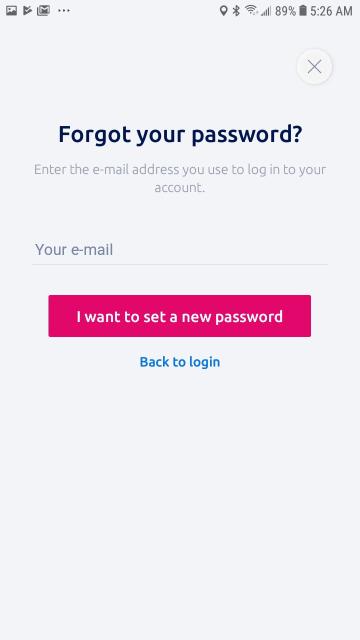 89% 5:26 AM
Forgot your password?
Enter the e-mail address you use to log in to your
account.
Your e-mail
I want to set a new password
Back to login